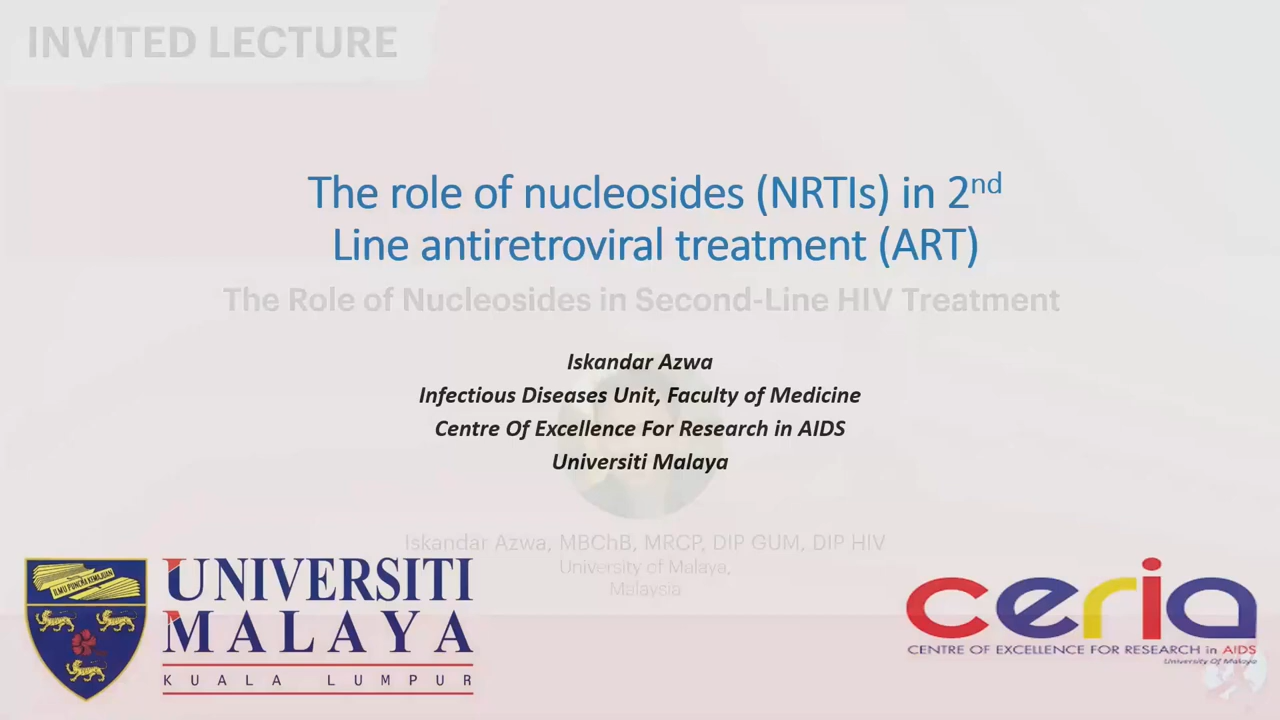 INVITED LECTURE
The role of nucleosides (NRTIs) in 2nd
Line antiretroviral treatment (ART)
The Role of Nucleosides in Second-Line HIV Treatment
Iskandar Azwa
Infectious Diseases Unit, Faculty of Medicine
Centre Of Excellence For Research in AIDS
Universiti Malaya
Iskandar Azwa, MBChB, MRCP, DIP GUM, DIP HIV
University of Malaya,
Malaysia
ILMU PUNCHA KEMAJUAN
UNIVERSITI
MALAYA
KUALA LUMPUR
ceria
CENTRE OF EXCELLENCE FOR RESEARCH in AIDS
University Of Malaya